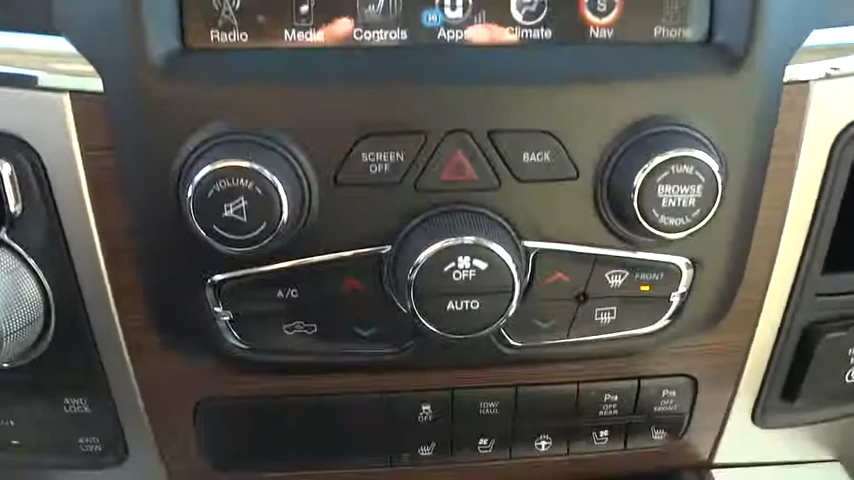 Radio Media Controls Apps Climate Nav Phone
SCREEN
OFF
BACK
VOLUME
TUNE
BROWSE
ENTER
SCROLL
OFF
AUTO
A/C
FRONT
4WD
LOCK
4WD
LOW
OFF
TOW/
HAUL
OFF
REAR
OFF
FRONT